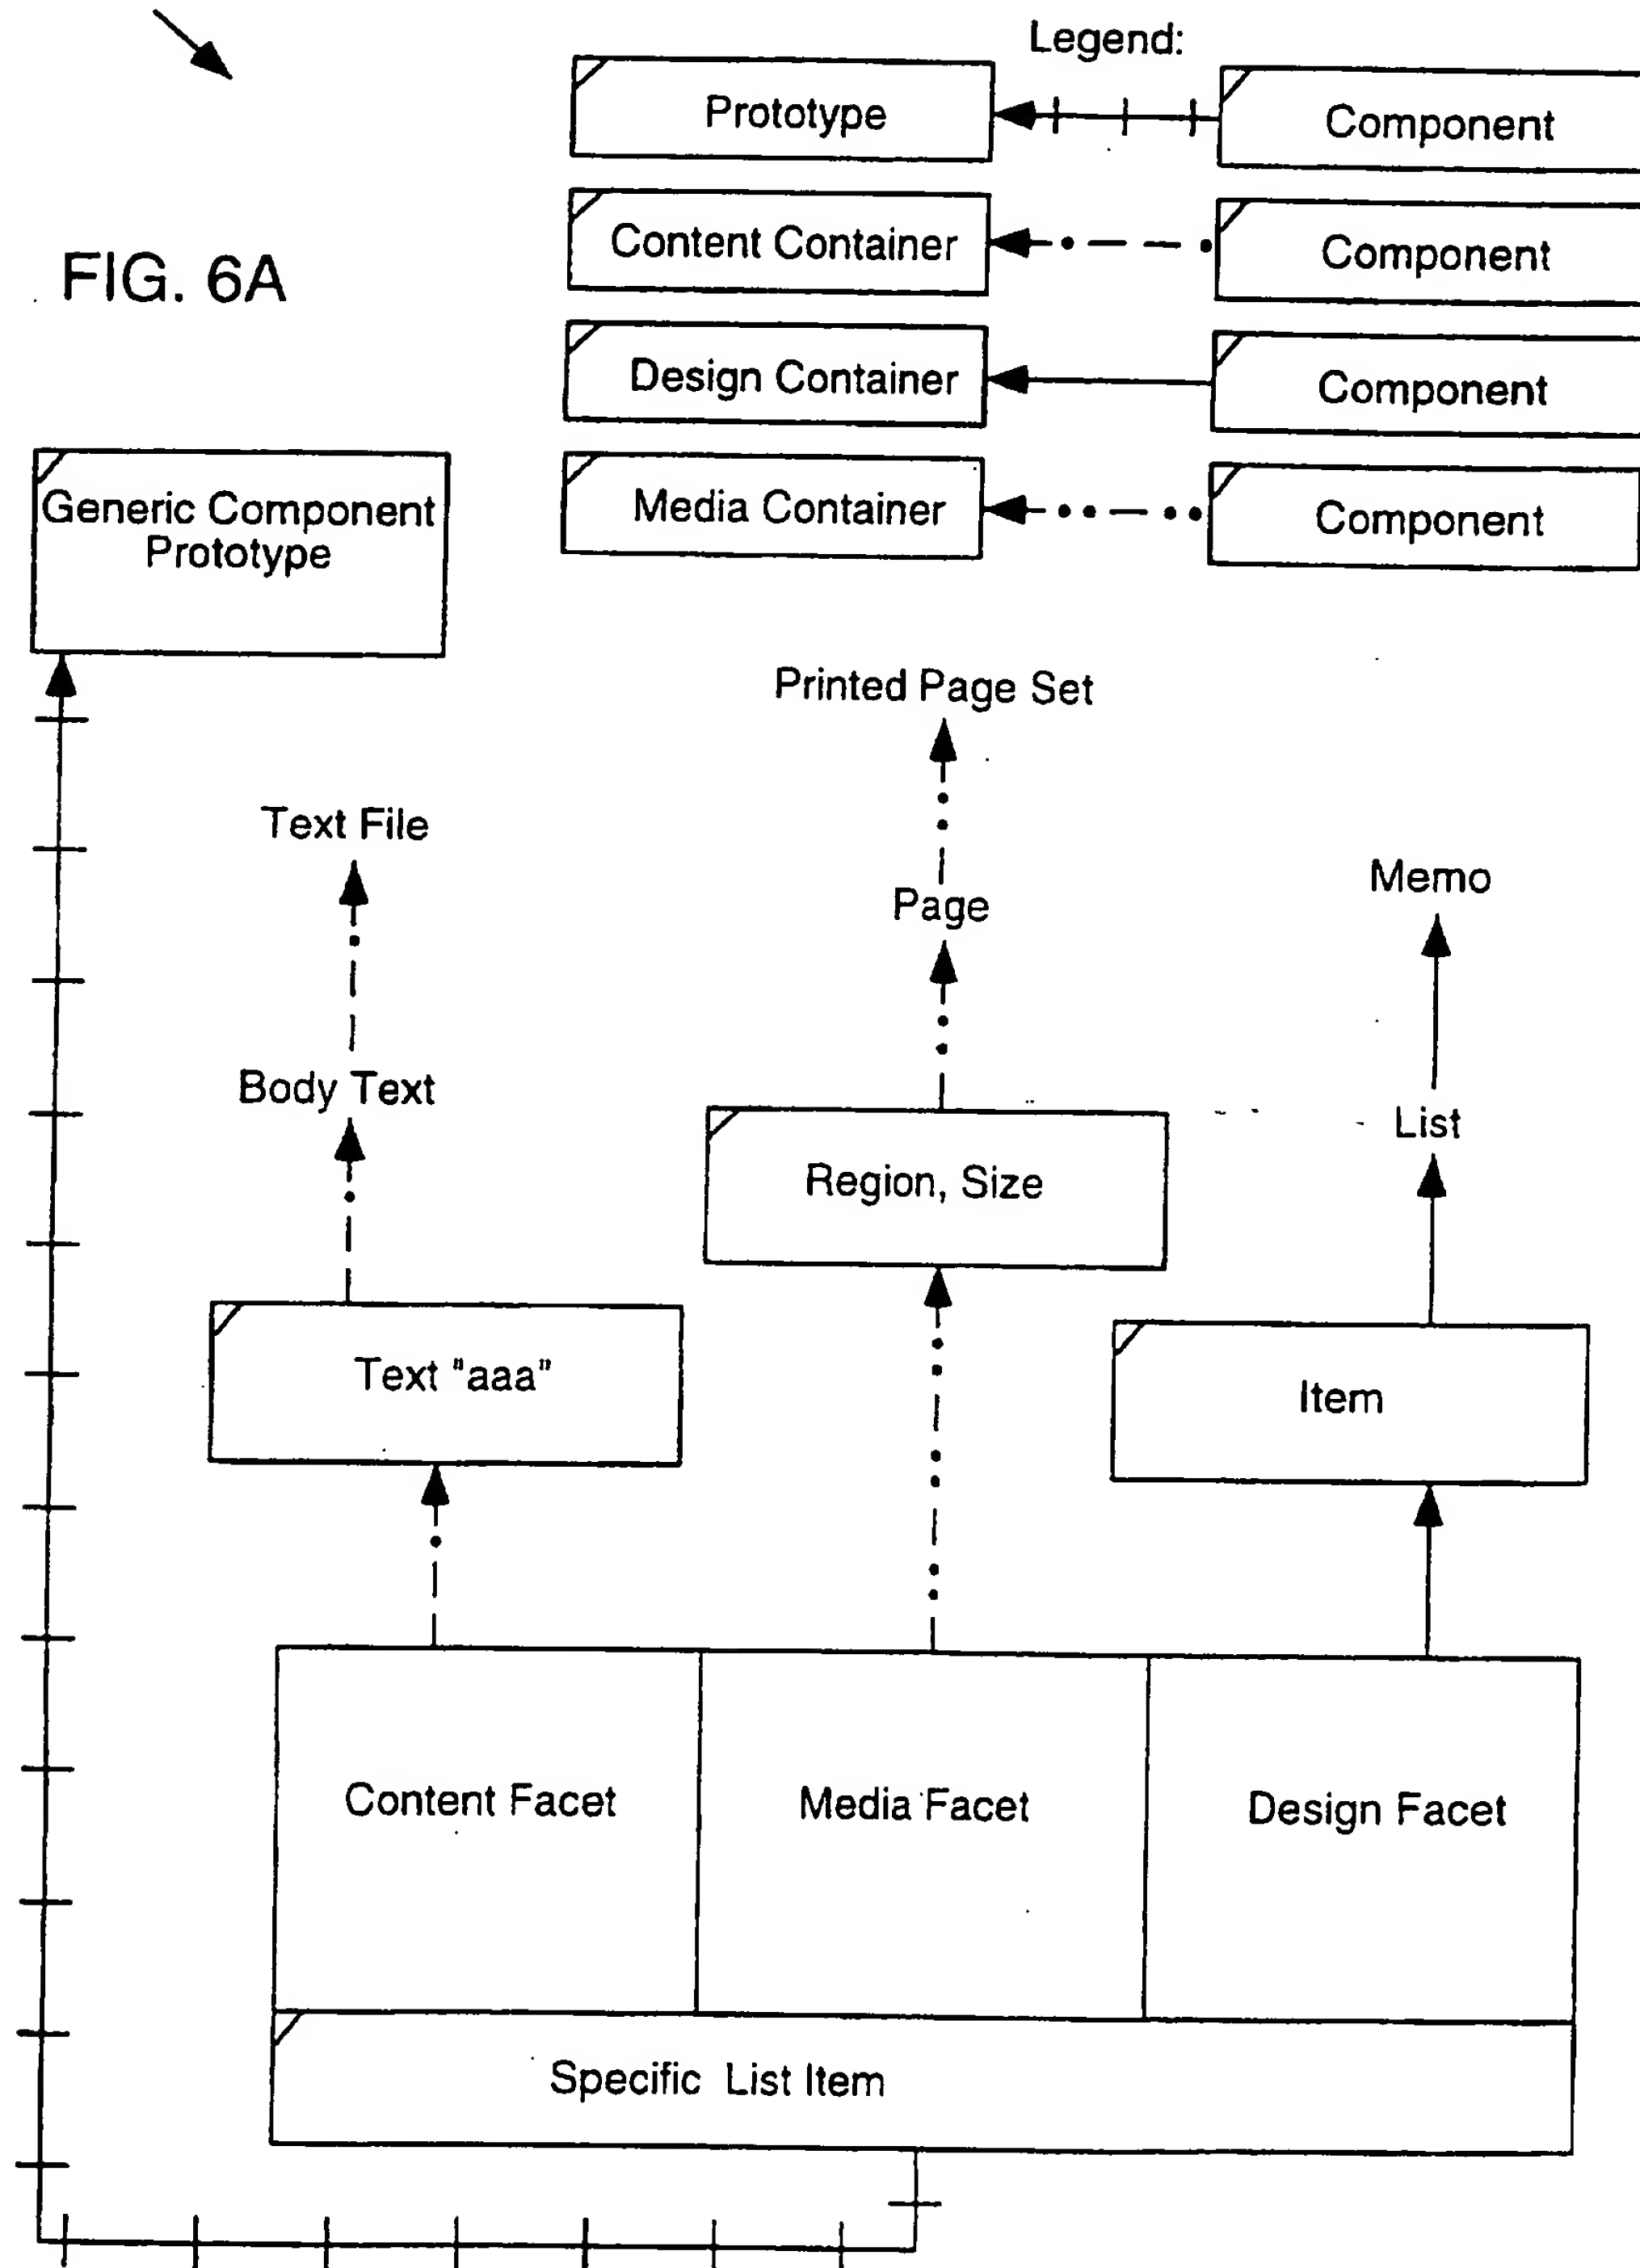 Legend:
Prototype
Component
FIG. 6A
Content Container
Component
Design Container
Component
Media Container
Component
Generic Component
Prototype
Printed Page Set
Text File
Page
Memo
Body Text
List
Region, Size
Text "aaa"
Item
Content Facet
Media Facet
Design Facet
Specific List Item